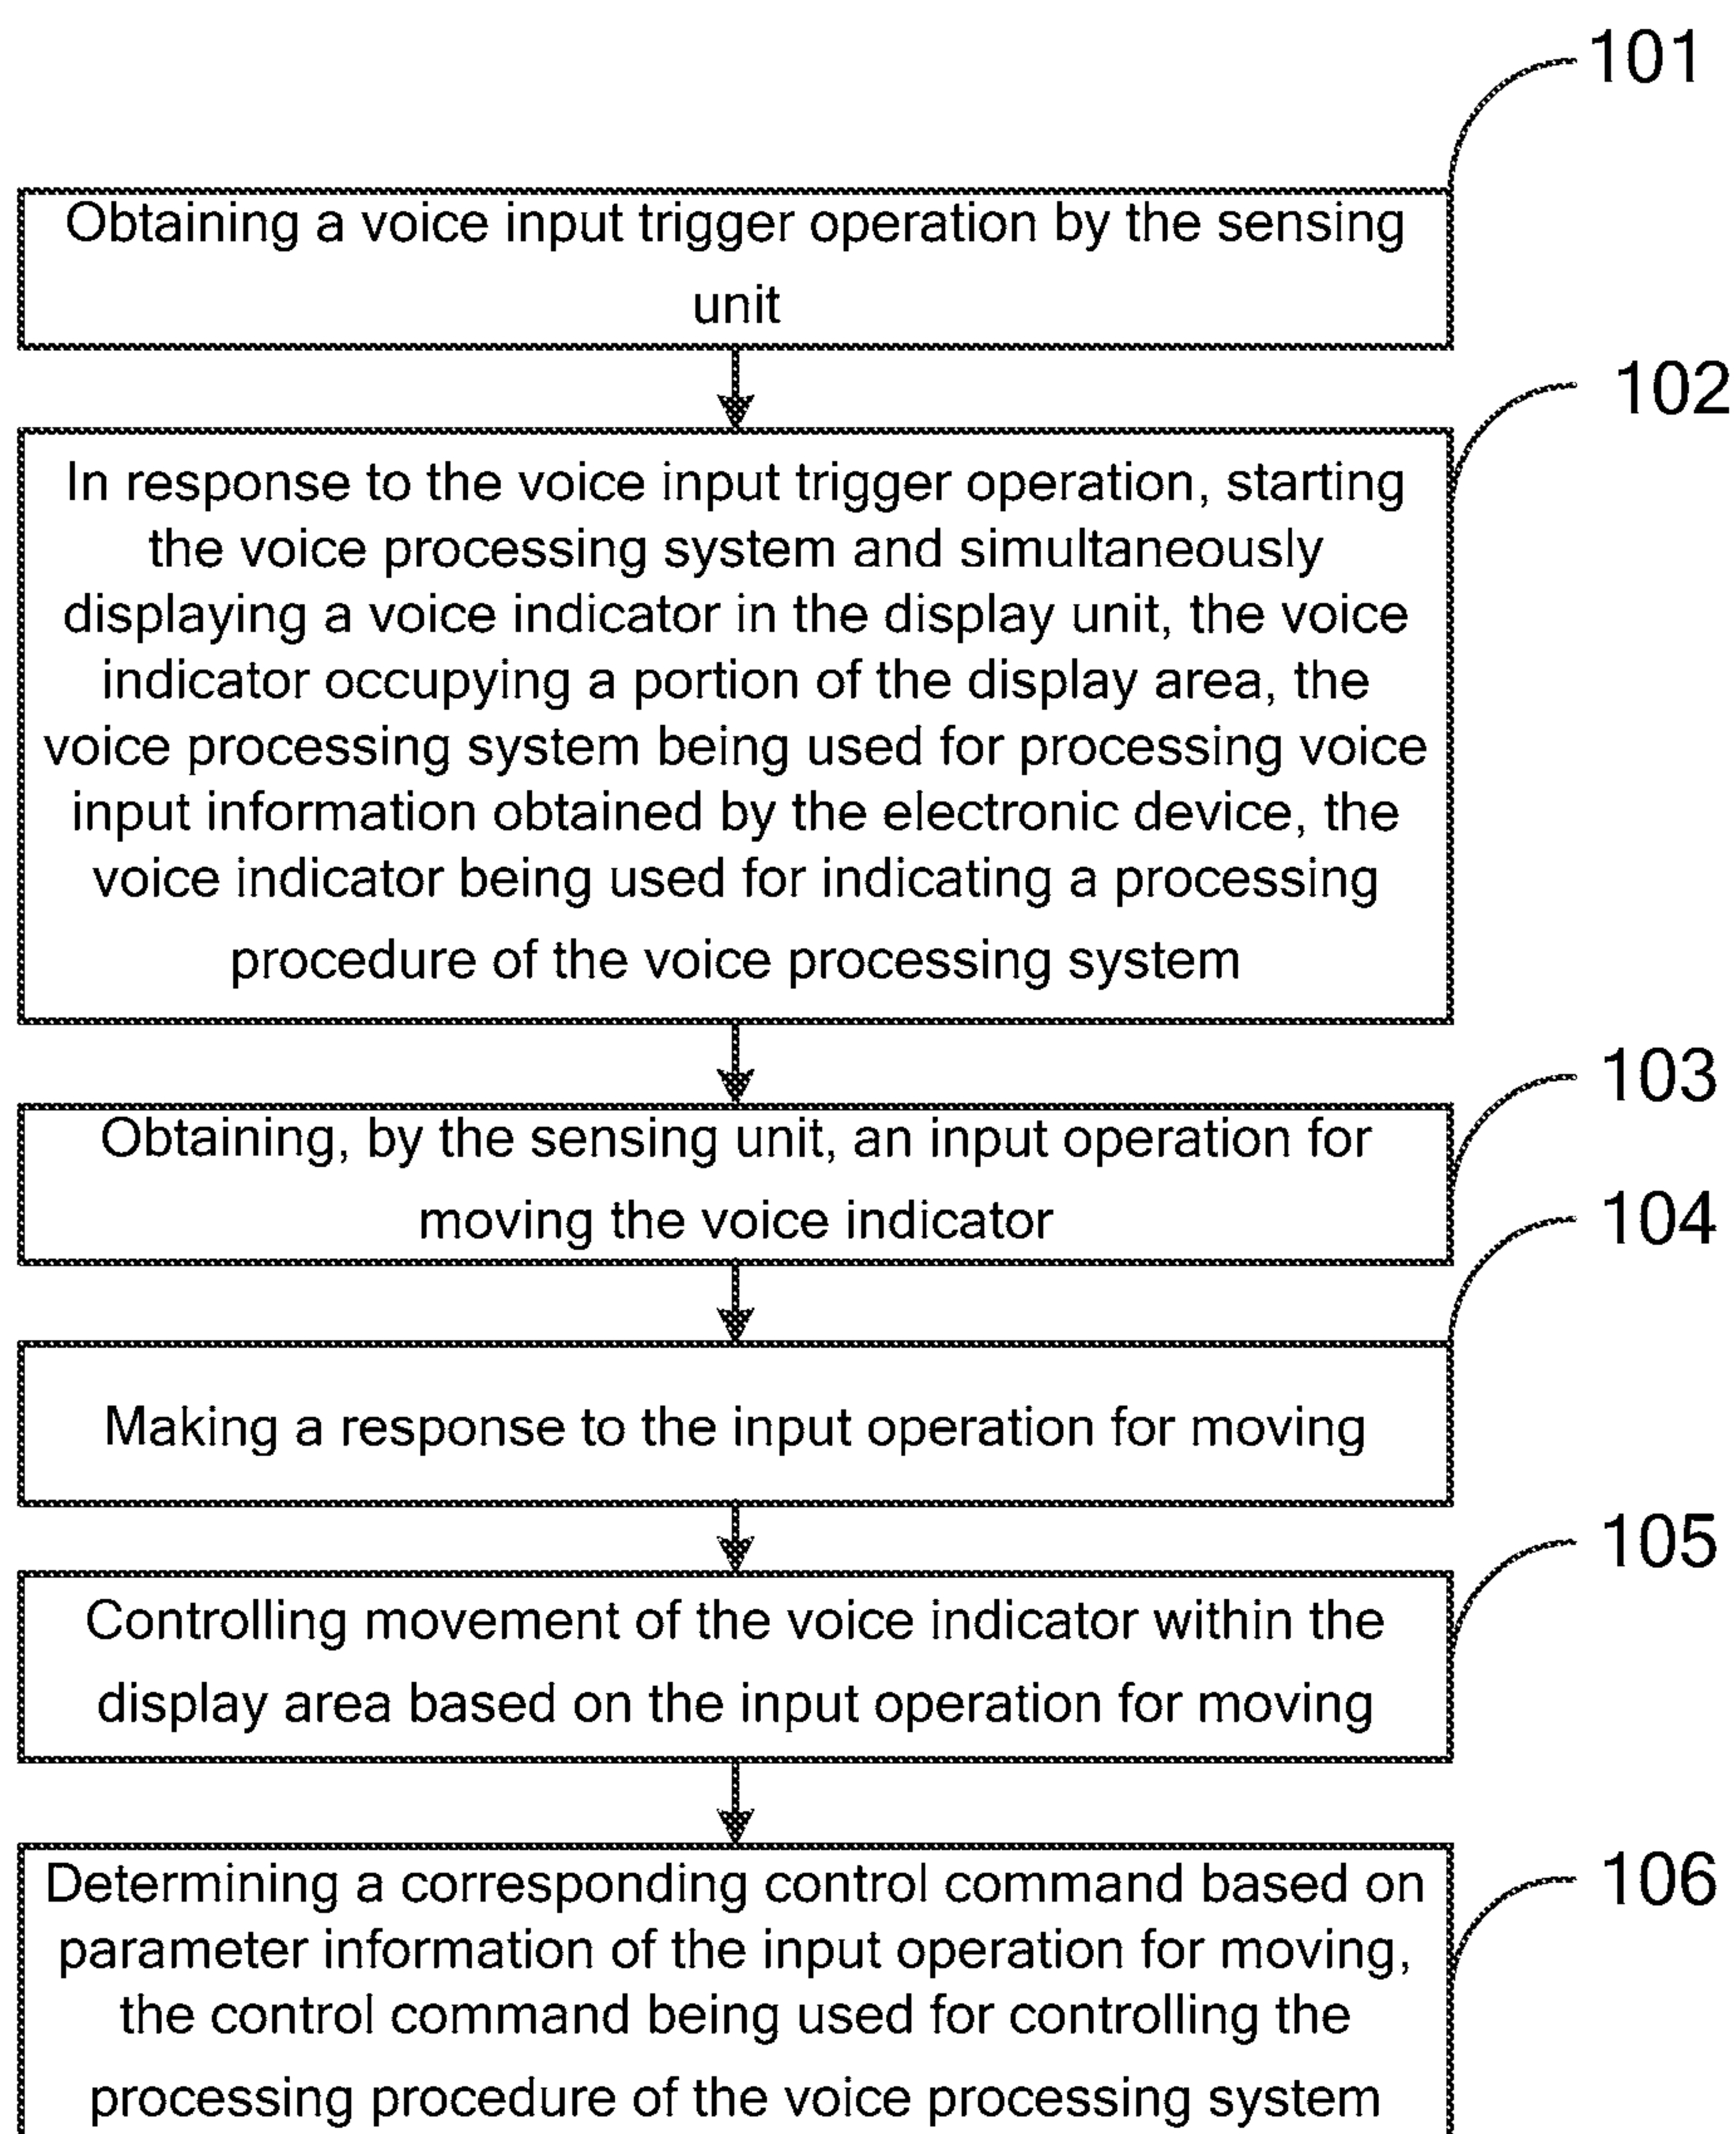 101
Obtaining a voice input trigger operation by the sensing
unit
102
In response to the voice input trigger operation, starting
the voice processing system and simultaneously
displaying a voice indicator in the display unit, the voice
indicator occupying a portion of the display area, the
voice processing system being used for processing voice
input information obtained by the electronic device, the
voice indicator being used for indicating a processing
procedure of the voice processing system
103
Obtaining, by the sensing unit, an input operation for
moving the voice indicator
104
Making a response to the input operation for moving
105
Controlling movement of the voice indicator within the
display area based on the input operation for moving
106
Determining a corresponding control command based on
parameter information of the input operation for moving,
the control command being used for controlling the
processing procedure of the voice processing system